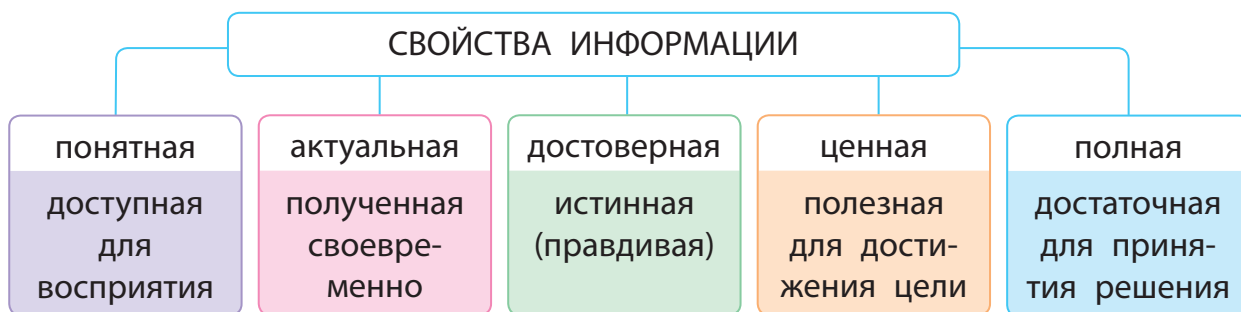 СВОЙСТВА ИНФОРМАЦИИ
понятная
доступная
для
восприятия
актуальная
полученная
своевре-
менно
достоверная
истинная
(правдивая)
ценная
полезная
для дости-
жения цели
полная
достаточная
для приня-
тия решения